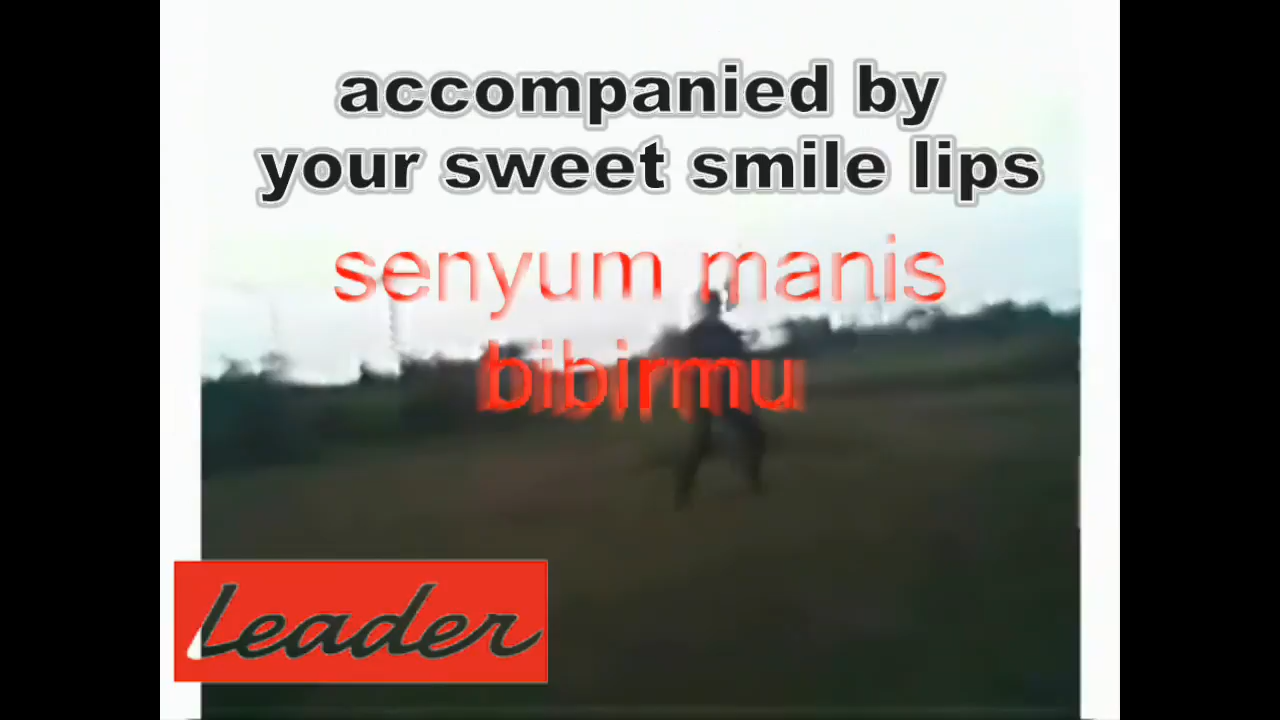 accompanied by
your sweet smile lips
senyum manis
bibirmu
Leader